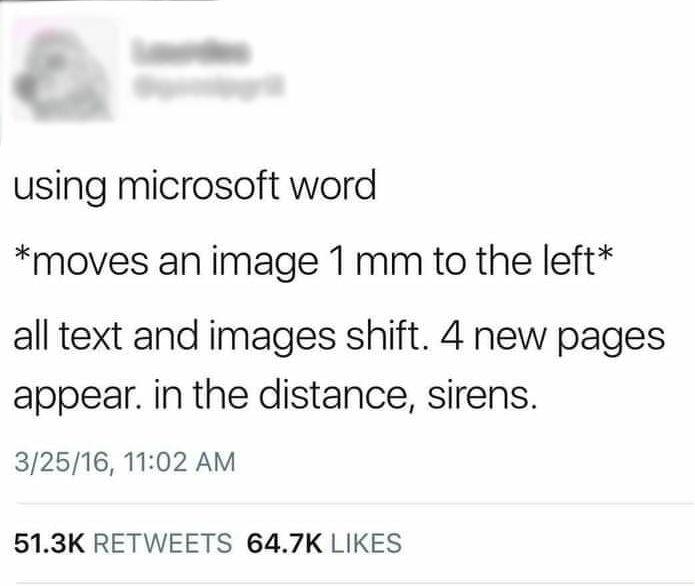 using microsoft word
*moves an image 1 mm to the left*
all text and images shift. 4 new pages
appear. in the distance, sirens.
3/25/16, 11:02 AM
51.3K RETWEETS 64.7K LIKES